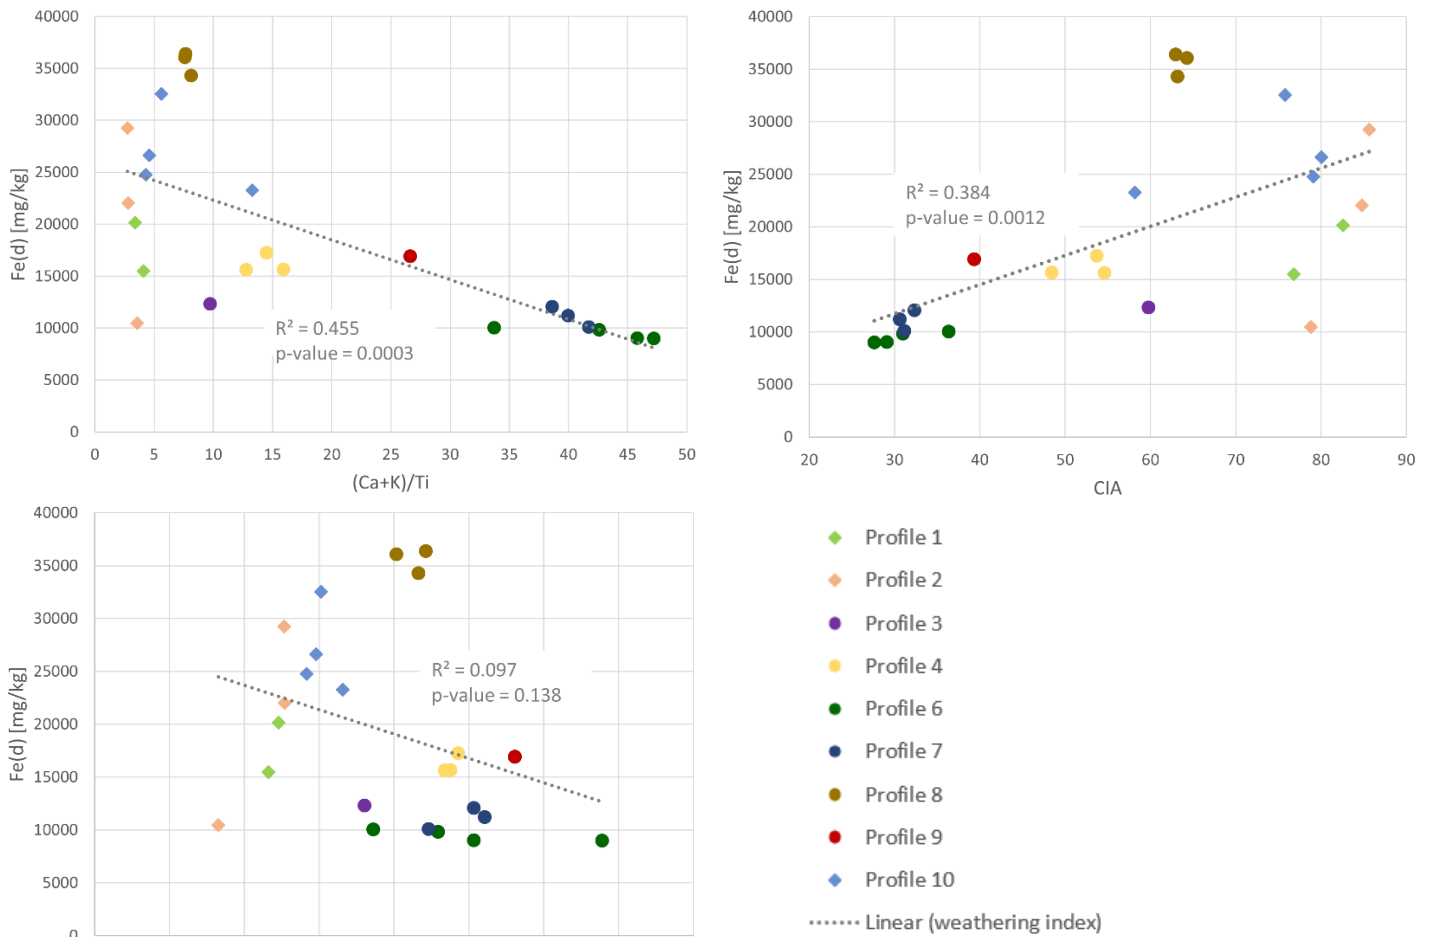 40000
35000
30000
25000
20000
15000
10000
5000
0
Fe(d) [mg/kg]
R² = 0.455
p-value = 0.0003
0 5 10 15 20 25 30 35 40 45 50
(Ca+K)/Ti
40000
35000
30000
25000
20000
15000
10000
5000
0
Fe(d) [mg/kg]
R² = 0.384
p-value = 0.0012
20 30 40 50 60 70 80 90
CIA
40000
35000
30000
25000
20000
15000
10000
5000
0
Fe(d) [mg/kg]
R² = 0.097
p-value = 0.138
Profile 1
Profile 2
Profile 3
Profile 4
Profile 6
Profile 7
Profile 8
Profile 9
Profile 10
Linear (weathering index)